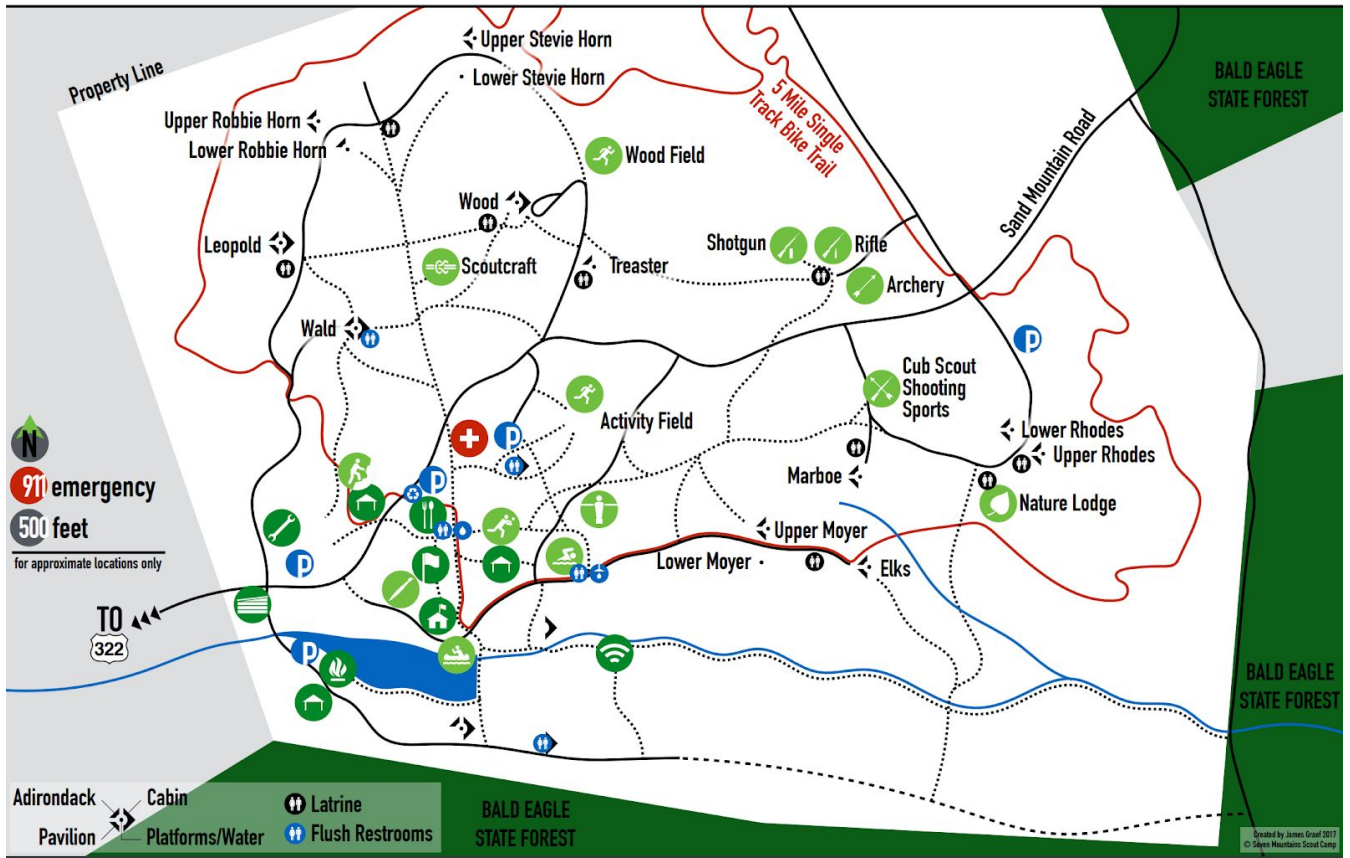 Property Line
Upper Stevie Horn
Lower Stevie Horn
5 Mile Single
Track Bike Trail
BALD EAGLE
STATE FOREST
Upper Robbie Horn
Lower Robbie Horn
Wood Field
Sand Mountain Road
Wood
Leopold
Shotgun
Rifle
Scoutcraft
Treaster
Archery
Wald
P
Cub Scout
Shooting
Sports
Activity Field
N
P
Lower Rhodes
Upper Rhodes
Marboe
911 emergency
P
Nature Lodge
500 feet
for approximate locations only
P
Upper Moyer
Lower Moyer
Elks
TO
322
P
BALD EAGLE
STATE FOREST
Adirondack
Cabin
Pavilion
Platforms/Water
Latrine
Flush Restrooms
BALD EAGLE
STATE FOREST
Created by James Graef 2017
© Seven Mountains Scout Camp